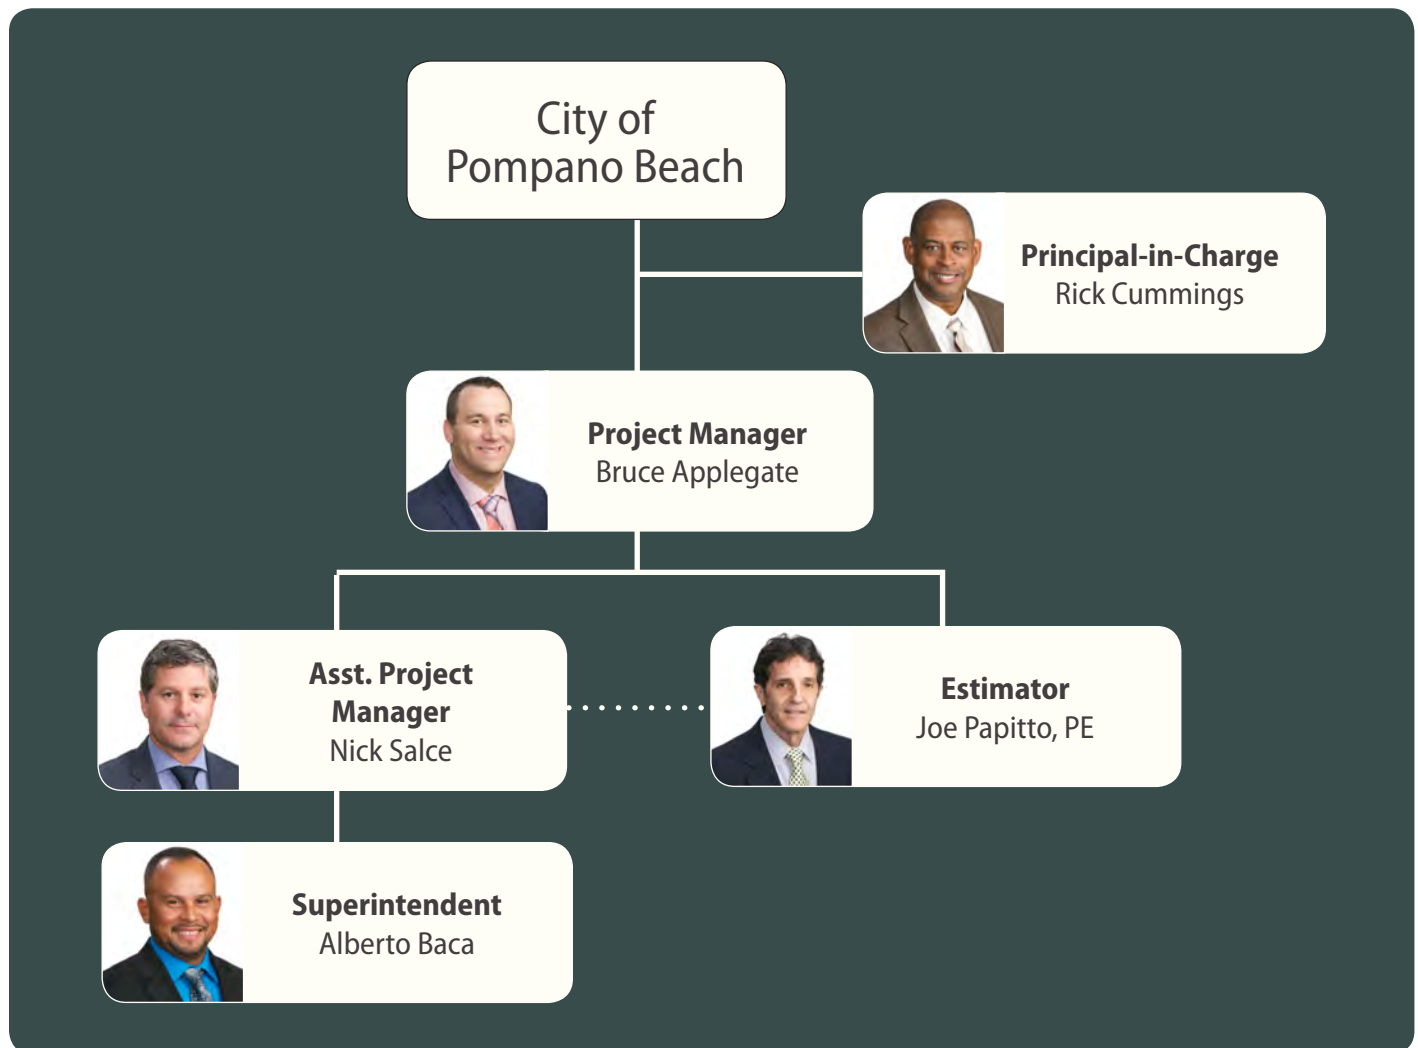 City of
Pompano Beach
Principal-in-Charge
Rick Cummings
Project Manager
Bruce Applegate
Asst. Project
Manager
Nick Salce
Estimator
Joe Papitto, PE
Superintendent
Alberto Baca